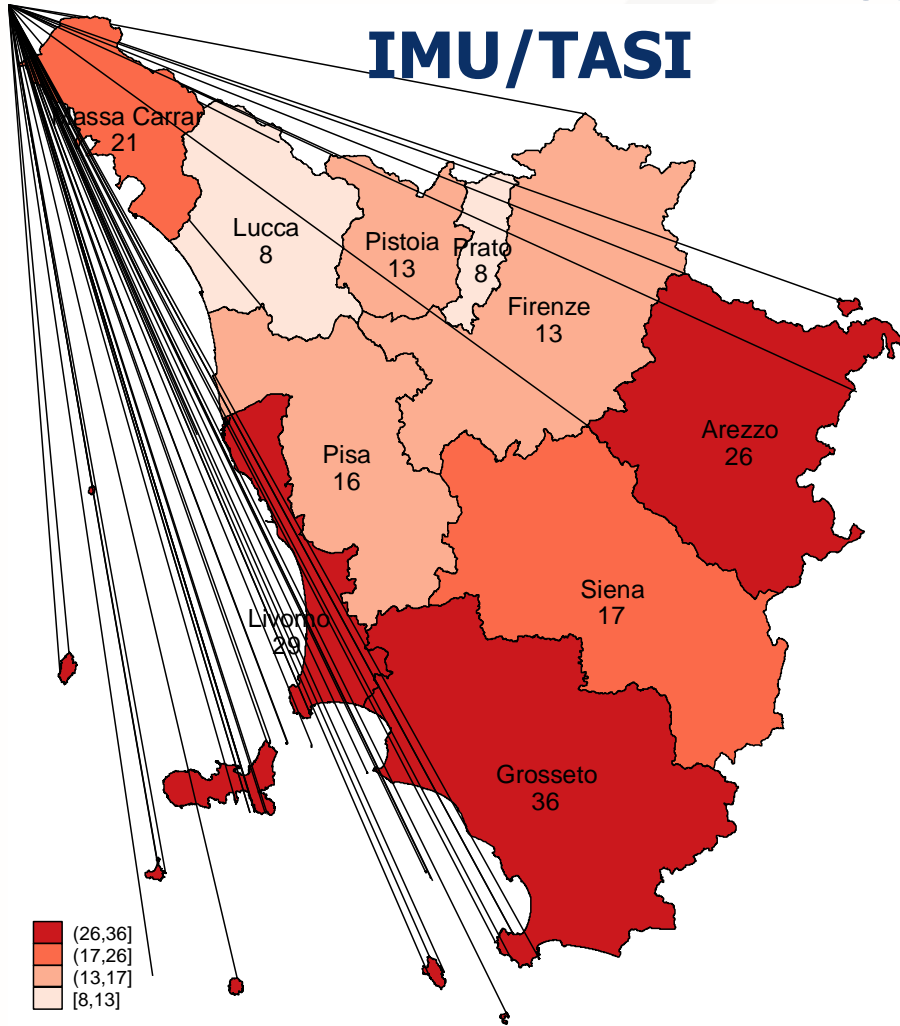 IMU/TASI
Massa Carrar
21
Lucca
8
Pistoia
13
Prato
8
Firenze
13
Arezzo
26
Pisa
16
Siena
17
Livorno
29
Grosseto
36
(26,36]
(17,26]
(13,17]
[8,13]